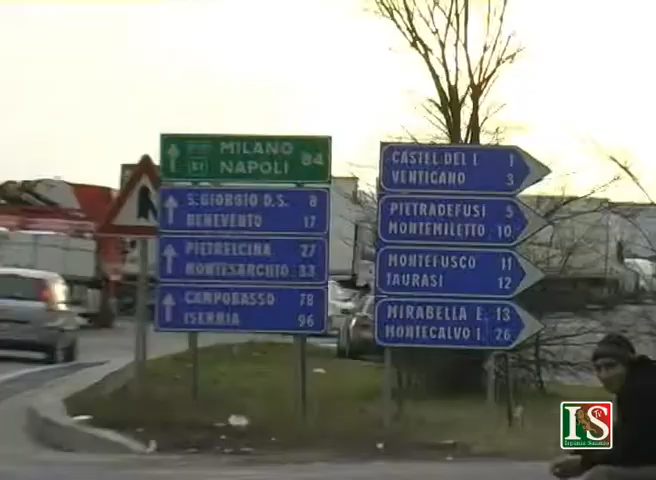 MILANO
NAPOLI 84
S.GIORGIO D.S. 8
BENEVENTO 17
PIETRELCINA 27
MONTESARCHIO 33
CAMPOBASSO 78
ISERNIA 96
CASTEL DEL L 1
VENTICANO 3
PIETRADEFUSI 5
MONTEMILETTO 10
MONTEFUSCO 11
TAURASI 12
MIRABELLA E. 13
MONTECALVO I. 26
IS